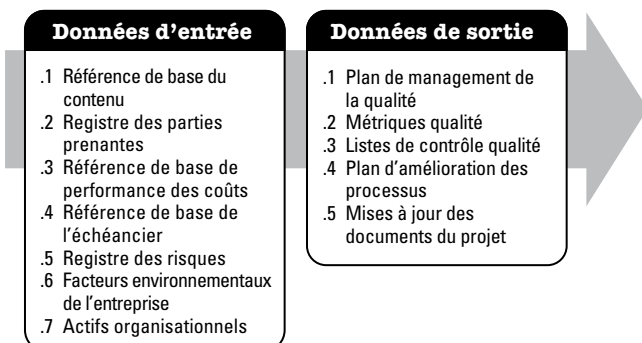 Données d'entrée
.1 Référence de base du
contenu
.2 Registre des parties
prenantes
.3 Référence de base de
performance des coûts
.4 Référence de base de
l'échéancier
.5 Registre des risques
.6 Facteurs environnementaux
de l'entreprise
.7 Actifs organisationnels
Données de sortie
.1 Plan de management de
la qualité
.2 Métriques qualité
.3 Listes de contrôle qualité
.4 Plan d'amélioration des
processus
.5 Mises à jour des
documents du projet